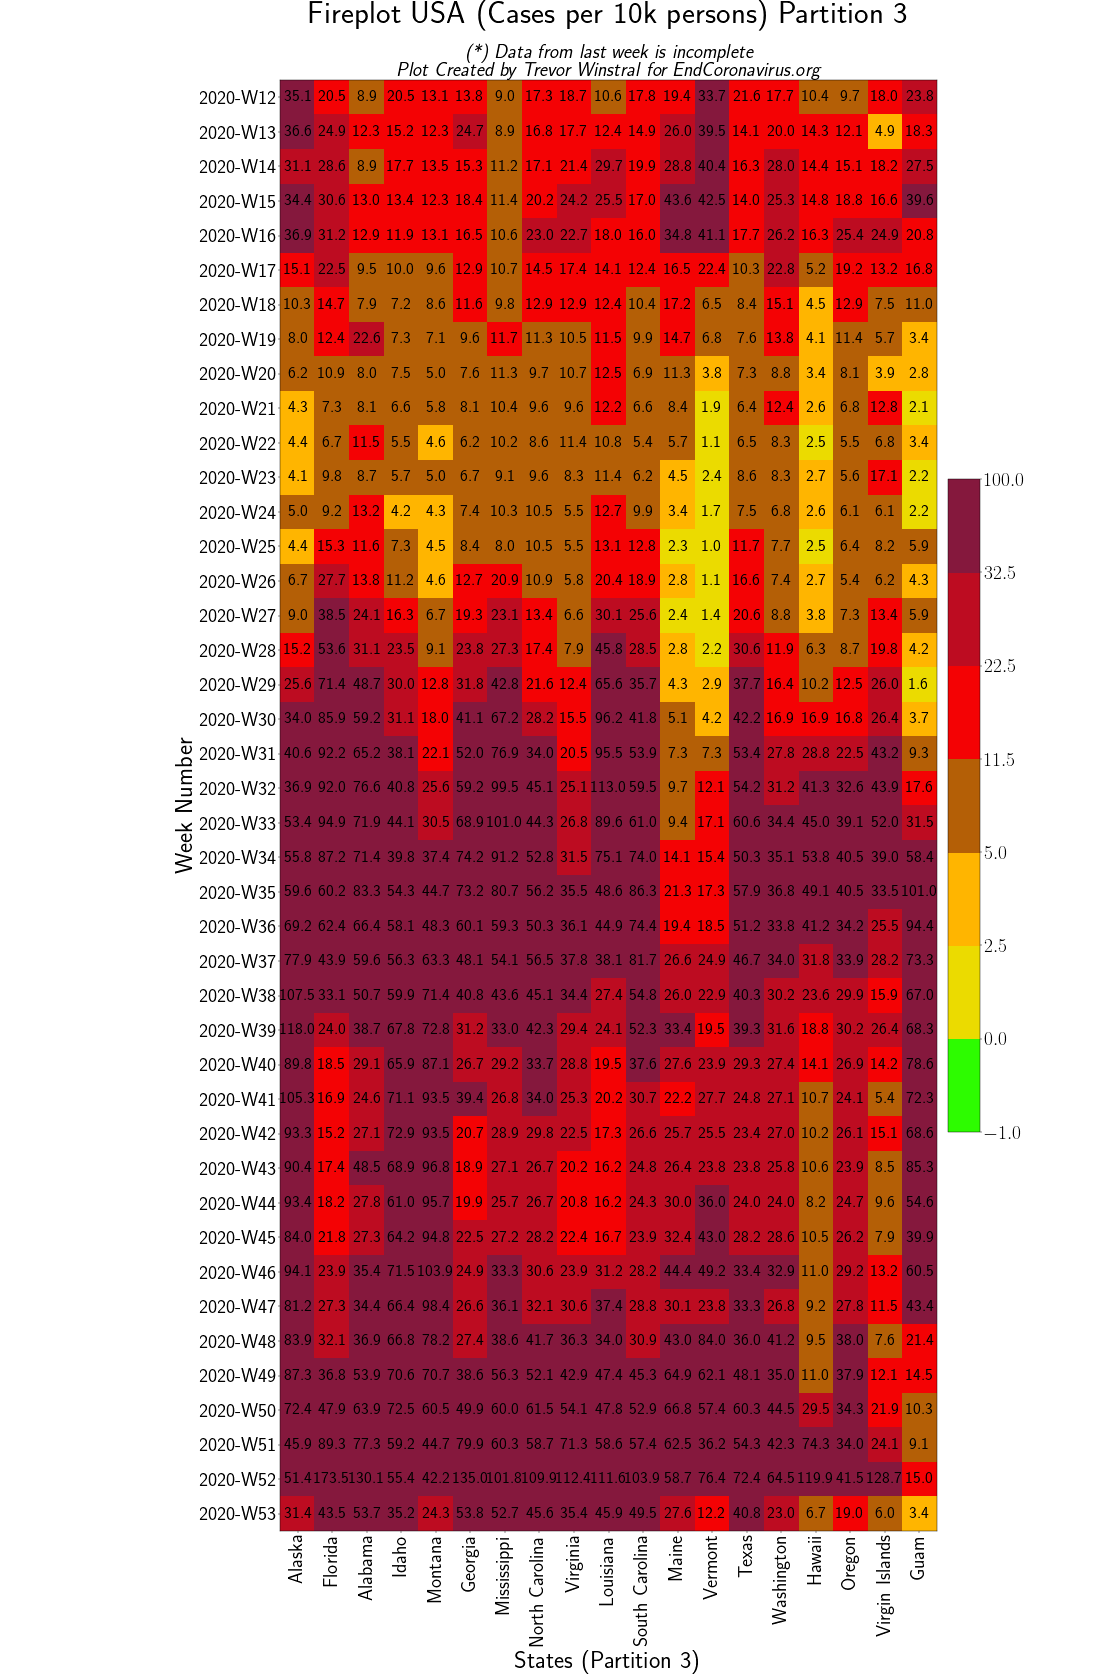 Fireplot USA (Cases per 10k persons) Partition 3
(*) Data from last week is incomplete
Plot Created by Trevor Winstral for EndCoronavirus.org
2020-W12 35.1 20.5 8.9 20.5 13.1 13.8 9.0 17.3 18.7 10.6 17.8 19.4 33.7 21.6 17.7 10.4 9.7 18.0 23.8
2020-W13 36.6 24.9 12.3 15.2 12.3 24.7 8.9 16.8 17.7 12.4 14.9 26.0 39.5 14.1 20.0 14.3 12.1 4.9 18.3
2020-W14 31.1 28.6 8.9 17.7 13.5 15.3 11.2 17.1 21.4 29.7 19.9 28.8 40.4 16.3 28.0 14.4 15.1 18.2 27.5
2020-W15 34.4 30.6 13.0 13.4 12.3 18.4 11.4 20.2 24.2 25.5 17.0 43.6 42.5 14.0 25.3 14.8 18.8 16.6 39.6
2020-W16 36.9 31.2 12.9 11.9 13.1 16.5 10.6 23.0 22.7 18.0 16.0 34.8 41.1 17.7 26.2 16.3 25.4 24.9 20.8
2020-W17 15.1 22.5 9.5 10.0 9.6 12.9 10.7 14.5 17.4 14.1 12.4 16.5 22.4 10.3 22.8 5.2 19.2 13.2 16.8
2020-W18 10.3 14.7 7.9 7.2 8.6 11.6 9.8 12.9 12.9 12.4 10.4 17.2 6.5 8.4 15.1 4.5 12.9 7.5 11.0
2020-W19 8.0 12.4 22.6 7.3 7.1 9.6 11.7 11.3 10.5 11.5 9.9 14.7 6.8 7.6 13.8 4.1 11.4 5.7 3.4
2020-W20 6.2 10.9 8.0 7.5 5.0 7.6 11.3 9.7 10.7 12.5 6.9 11.3 3.8 7.3 8.8 3.4 8.1 3.9 2.8
2020-W21 4.3 7.3 8.1 6.6 5.8 8.1 10.4 9.6 9.6 12.2 6.6 8.4 1.9 6.4 12.4 2.6 6.8 12.8 2.1
2020-W22 4.4 6.7 11.5 5.5 4.6 6.2 10.2 8.6 11.4 10.8 5.4 5.7 1.1 6.5 8.3 2.5 5.5 6.8 3.4
2020-W23 4.1 9.8 8.7 5.7 5.0 6.7 9.1 9.6 8.3 11.4 6.2 4.5 2.4 8.6 8.3 2.7 5.6 17.1 2.2
2020-W24 5.0 9.2 13.2 4.2 4.3 7.4 10.3 10.5 5.5 12.7 9.9 3.4 1.7 7.5 6.8 2.6 6.1 6.1 2.2
2020-W25 4.4 15.3 11.6 7.3 4.5 8.4 8.0 10.5 5.5 13.1 12.8 2.3 1.0 11.7 7.7 2.5 6.4 8.2 5.9
2020-W26 6.7 27.7 13.8 11.2 4.6 12.7 20.9 10.9 5.8 20.4 18.9 2.8 1.1 16.6 7.4 2.7 5.4 6.2 4.3
2020-W27 9.0 38.5 24.1 16.3 6.7 19.3 23.1 13.4 6.6 30.1 25.6 2.4 1.4 20.6 8.8 3.8 7.3 13.4 5.9
2020-W28 15.2 53.6 31.1 23.5 9.1 23.8 27.3 17.4 7.9 45.8 28.5 2.8 2.2 30.6 11.9 6.3 8.7 19.8 4.2
2020-W29 25.6 71.4 48.7 30.0 12.8 31.8 42.8 21.6 12.4 65.6 35.7 4.3 2.9 37.7 16.4 10.2 12.5 26.0 1.6
2020-W30 34.0 85.9 59.2 31.1 18.0 41.1 67.2 28.2 15.5 96.2 41.8 5.1 4.2 42.2 16.9 16.9 16.8 26.4 3.7
2020-W31 40.6 92.2 65.2 38.1 22.1 52.0 76.9 34.0 20.5 95.5 53.9 7.3 7.3 53.4 27.8 28.8 22.5 43.2 9.3
2020-W32 36.9 92.0 76.6 40.8 25.6 59.2 99.5 45.1 25.1 113.0 59.5 9.7 12.1 54.2 31.2 41.3 32.6 43.9 17.6
2020-W33 53.4 94.9 71.9 44.1 30.5 68.9 101.0 44.3 26.8 89.6 61.0 9.4 17.1 60.6 34.4 45.0 39.1 52.0 31.5
2020-W34 55.8 87.2 71.4 39.8 37.4 74.2 91.2 52.8 31.5 75.1 74.0 14.1 15.4 50.3 35.1 53.8 40.5 39.0 58.4
2020-W35 59.6 60.2 83.3 54.3 44.7 73.2 80.7 56.2 35.5 48.6 86.3 21.3 17.3 57.9 36.8 49.1 40.5 33.5 101.0
2020-W36 69.2 62.4 66.4 58.1 48.3 60.1 59.3 50.3 36.1 44.9 74.4 19.4 18.5 51.2 33.8 41.2 34.2 25.5 94.4
2020-W37 77.9 43.9 59.6 56.3 63.3 48.1 54.1 56.5 37.8 38.1 81.7 26.6 24.9 46.7 34.0 31.8 33.9 28.2 73.3
2020-W38 107.5 33.1 50.7 59.9 71.4 40.8 43.6 45.1 34.4 27.4 54.8 26.0 22.9 40.3 30.2 23.6 29.9 15.9 67.0
2020-W39 118.0 24.0 38.7 67.8 72.8 31.2 33.0 42.3 29.4 24.1 52.3 33.4 19.5 39.3 31.6 18.8 30.2 26.4 68.3
2020-W40 89.8 18.5 29.1 65.9 87.1 26.7 29.2 33.7 28.8 19.5 37.6 27.6 23.9 29.3 27.4 14.1 26.9 14.2 78.6
2020-W41 105.3 16.9 24.6 71.1 93.5 39.4 26.8 34.0 25.3 20.2 30.7 22.2 27.7 24.8 27.1 10.7 24.1 5.4 72.3
2020-W42 93.3 15.2 27.1 72.9 93.5 20.7 28.9 29.8 22.5 17.3 26.6 25.7 25.5 23.4 27.0 10.2 26.1 15.1 68.6
2020-W43 90.4 17.4 48.5 68.9 96.8 18.9 27.1 26.7 20.2 16.2 24.8 26.4 23.8 23.8 25.8 10.6 23.9 8.5 85.3
2020-W44 93.4 18.2 27.8 61.0 95.7 19.9 25.7 26.7 20.8 16.2 24.3 30.0 36.0 24.0 24.0 8.2 24.7 9.6 54.6
2020-W45 84.0 21.8 27.3 64.2 94.8 22.5 27.2 28.2 22.4 16.7 23.9 32.4 43.0 28.2 28.6 10.5 26.2 7.9 39.9
2020-W46 94.1 23.9 35.4 71.5 103.9 24.9 33.3 30.6 23.9 31.2 28.2 44.4 49.2 33.4 32.9 11.0 29.2 13.2 60.5
2020-W47 81.2 27.3 34.4 66.4 98.4 26.6 36.1 32.1 30.6 37.4 28.8 30.1 23.8 33.3 26.8 9.2 27.8 11.5 43.4
2020-W48 83.9 32.1 36.9 66.8 78.2 27.4 38.6 41.7 36.3 34.0 30.9 43.0 84.0 36.0 41.2 9.5 38.0 7.6 21.4
2020-W49 87.3 36.8 53.9 70.6 70.7 38.6 56.3 52.1 42.9 47.4 45.3 64.9 62.1 48.1 35.0 11.0 37.9 12.1 14.5
2020-W50 72.4 47.9 63.9 72.5 60.5 49.9 60.0 61.5 54.1 47.8 52.9 66.8 57.4 60.3 44.5 29.5 34.3 21.9 10.3
2020-W51 45.9 89.3 77.3 59.2 44.7 79.9 60.3 58.7 71.3 58.6 57.4 62.5 36.2 54.3 42.3 74.3 34.0 24.1 9.1
2020-W52 51.4 173.5 130.1 55.4 42.2 135.0 101.8 109.9 112.4 111.6 103.9 58.7 76.4 72.4 64.5 119.9 41.5 128.7 15.0
2020-W53 31.4 43.5 53.7 35.2 24.3 53.8 52.7 45.6 35.4 45.9 49.5 27.6 12.2 40.8 23.0 6.7 19.0 6.0 3.4
Week Number
Alaska
Florida
Alabama
Idaho
Montana
Georgia
Mississippi
North Carolina
Virginia
Louisiana
South Carolina
Maine
Vermont
Texas
Washington
Hawaii
Oregon
Virgin Islands
Guam
States (Partition 3)
100.0
32.5
22.5
11.5
5.0
2.5
0.0
−1.0